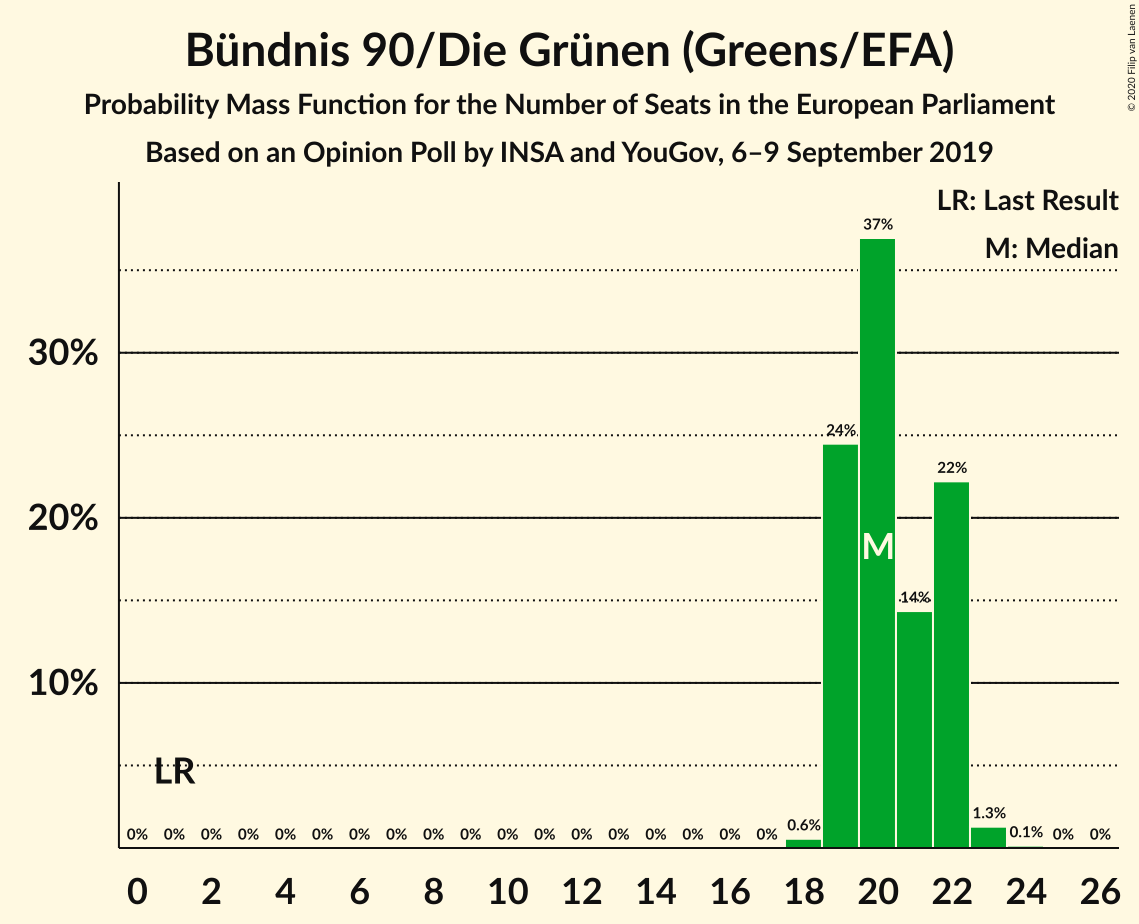 Bündnis 90/Die Grünen (Greens/EFA)
Probability Mass Function for the Number of Seats in the European Parliament
Based on an Opinion Poll by INSA and YouGov, 6–9 September 2019
© 2020 Filip van Laenen
LR: Last Result
M: Median
37%
30%
24%
22%
20%
M
14%
10%
LR
0% 0% 0% 0% 0% 0% 0% 0% 0% 0% 0% 0% 0% 0% 0% 0% 0% 0% 0.6% 1.3% 0.1% 0% 0%
0 2 4 6 8 10 12 14 16 18 20 22 24 26